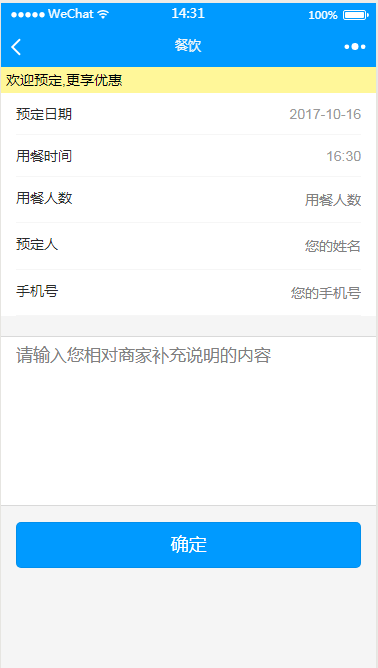 WeChat 14:31 100%
餐饮
欢迎预定,更享优惠
预定日期 2017-10-16
用餐时间 16:30
用餐人数 用餐人数
预定人 您的姓名
手机号 您的手机号
请输入您相对商家补充说明的内容
确定